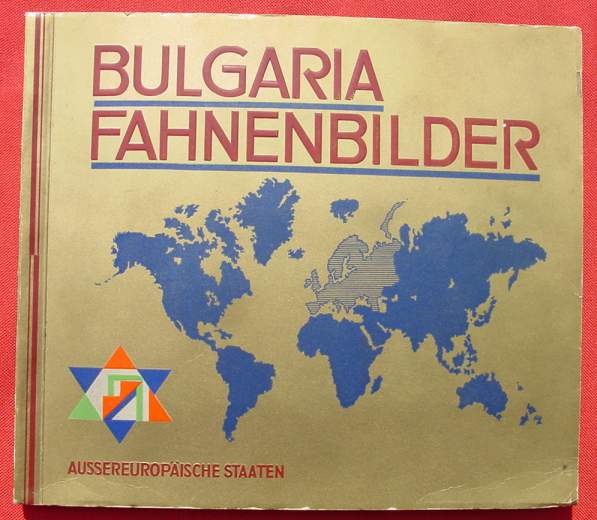 BULGARIA
FAHNENBILDER
AUSSEREUROPÄISCHE STAATEN